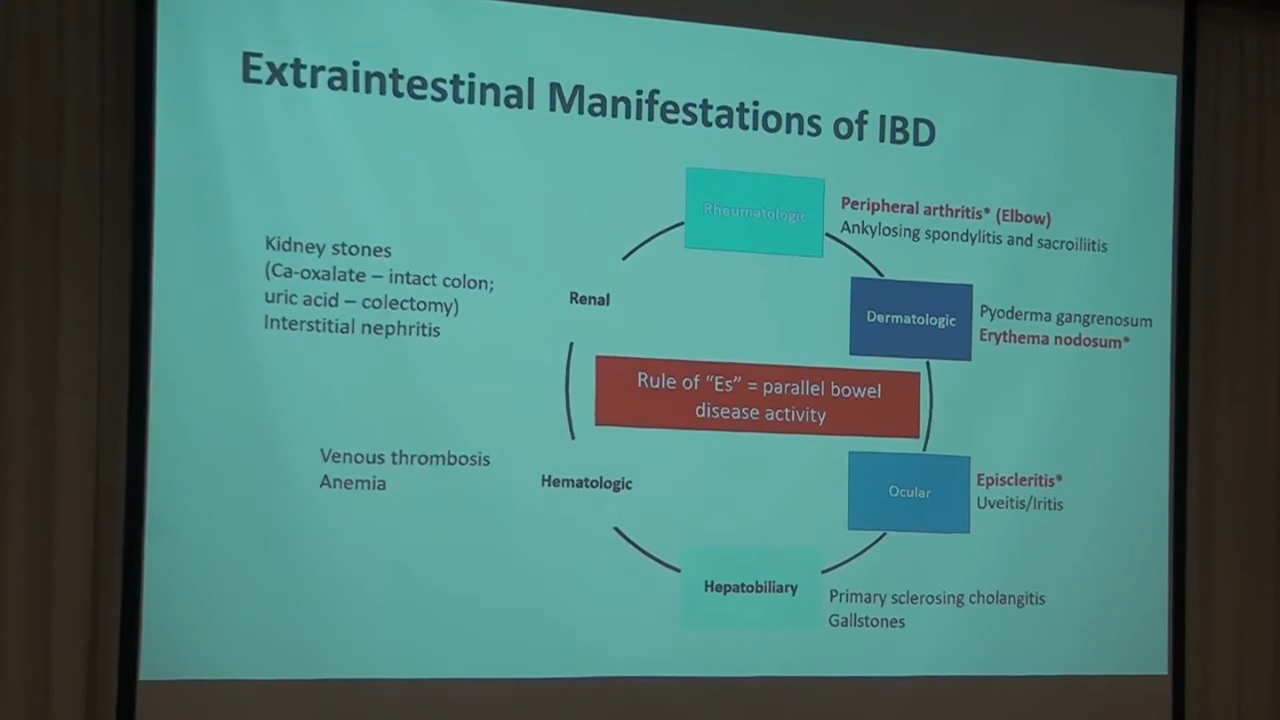 Extraintestinal Manifestations of IBD
Rheumatologic
Peripheral arthritis* (Elbow)
Ankylosing spondylitis and sacroiliitis
Dermatologic
Pyoderma gangrenosum
Erythema nodosum*
Ocular
Episcleritis*
Uveitis/Iritis
Hepatobiliary
Primary sclerosing cholangitis
Gallstones
Hematologic
Venous thrombosis
Anemia
Renal
Kidney stones
(Ca-oxalate – intact colon;
uric acid – colectomy)
Interstitial nephritis
Rule of “Es” = parallel bowel
disease activity